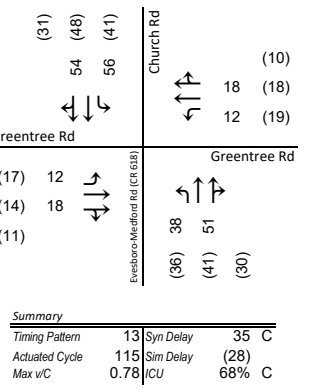 (31) (48) (41)
54 56
Church Rd
(10)
18 (18)
12 (19)
reentree Rd
Greentree Rd
(17) 12
(14) 18
(11)
Evesboro-Medford Rd (CR 618)
38 51
(36) (41) (30)
Summary
Timing Pattern 13 Syn Delay 35 C
Actuated Cycle 115 Sim Delay (28)
Max v/C 0.78 ICU 68% C